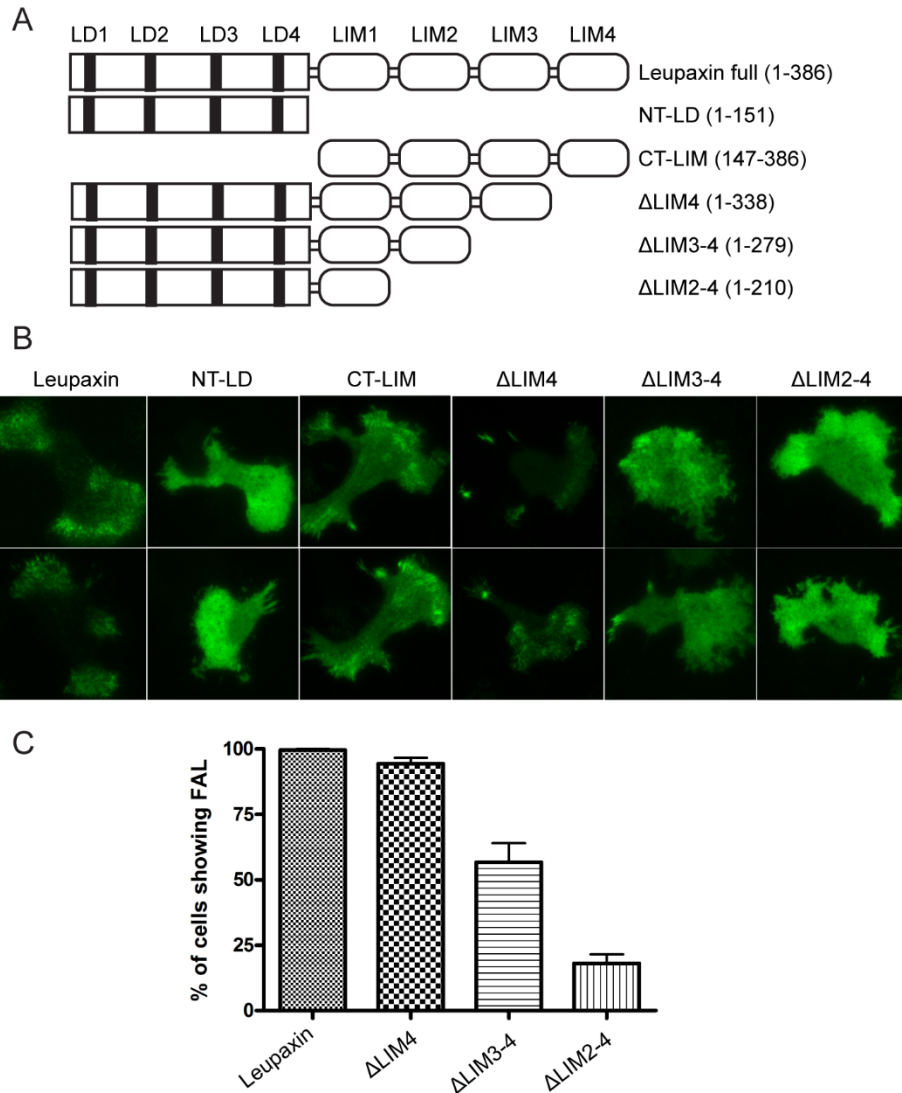 A
LD1 LD2 LD3 LD4 LIM1 LIM2 LIM3 LIM4
Leupaxin full (1-386)
NT-LD (1-151)
CT-LIM (147-386)
ΔLIM4 (1-338)
ΔLIM3-4 (1-279)
ΔLIM2-4 (1-210)
B
Leupaxin NT-LD CT-LIM ΔLIM4 ΔLIM3-4 ΔLIM2-4
C
% of cells showing FAL
100
75
50
25
0
Leupaxin ΔLIM4 ΔLIM3-4 ΔLIM2-4